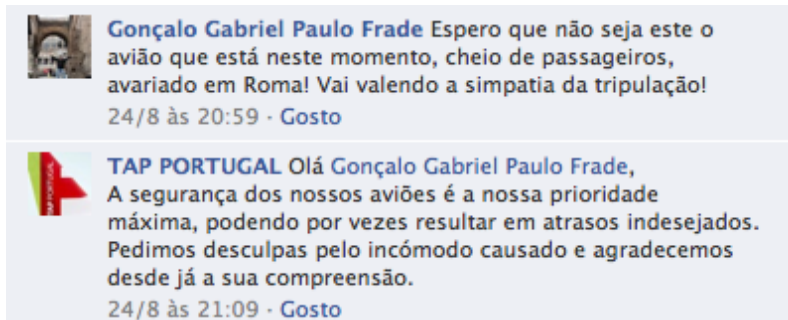 Gonçalo Gabriel Paulo Frade Espero que não seja este o
avião que está neste momento, cheio de passageiros,
avariado em Roma! Vai valendo a simpatia da tripulação!
24/8 às 20:59 · Gosto
TAP PORTUGAL Olá Gonçalo Gabriel Paulo Frade,
A segurança dos nossos aviões é a nossa prioridade
máxima, podendo por vezes resultar em atrasos indesejados.
Pedimos desculpas pelo incómodo causado e agradecemos
desde já a sua compreensão.
24/8 às 21:09 · Gosto
TAP PORTUGAL